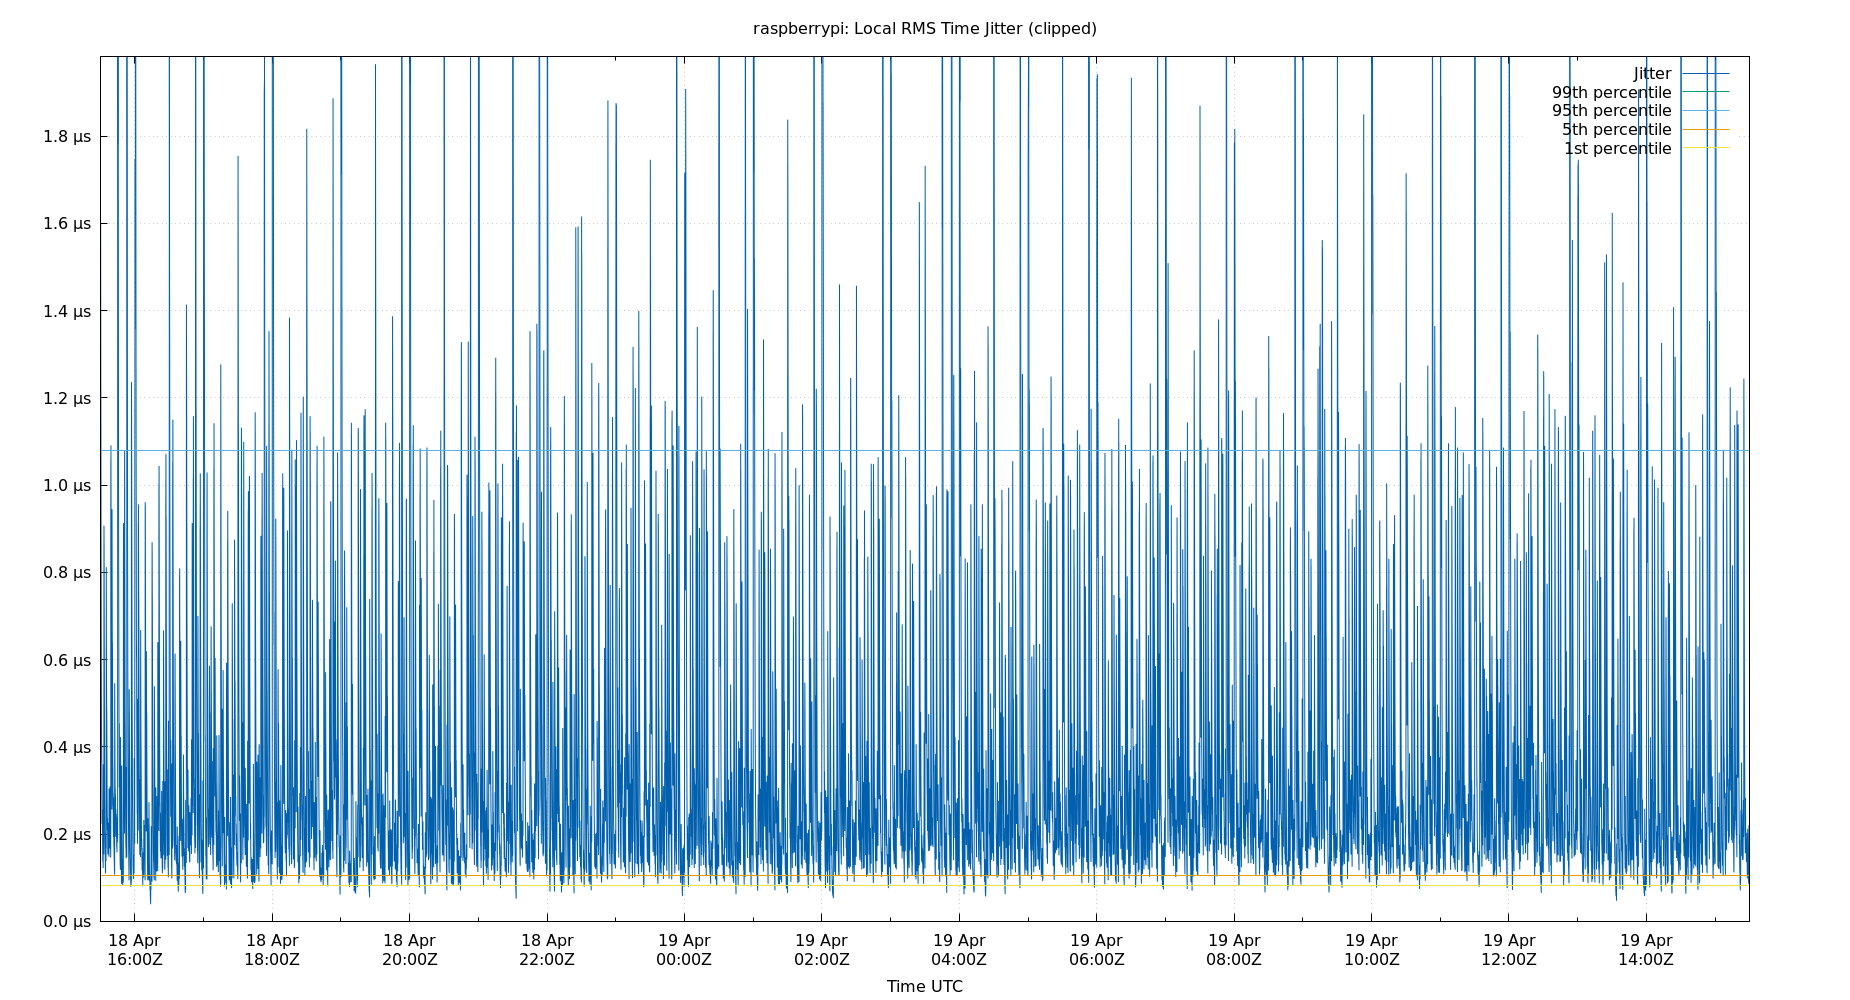 raspberrypi: Local RMS Time Jitter (clipped)
Jitter
99th percentile
95th percentile
5th percentile
1st percentile
1.8 µs
1.6 µs
1.4 µs
1.2 µs
1.0 µs
0.8 µs
0.6 µs
0.4 µs
0.2 µs
0.0 µs
18 Apr 18 Apr 18 Apr 18 Apr 19 Apr 19 Apr 19 Apr 19 Apr 19 Apr 19 Apr 19 Apr 19 Apr
16:00Z 18:00Z 20:00Z 22:00Z 00:00Z 02:00Z 04:00Z 06:00Z 08:00Z 10:00Z 12:00Z 14:00Z
Time UTC